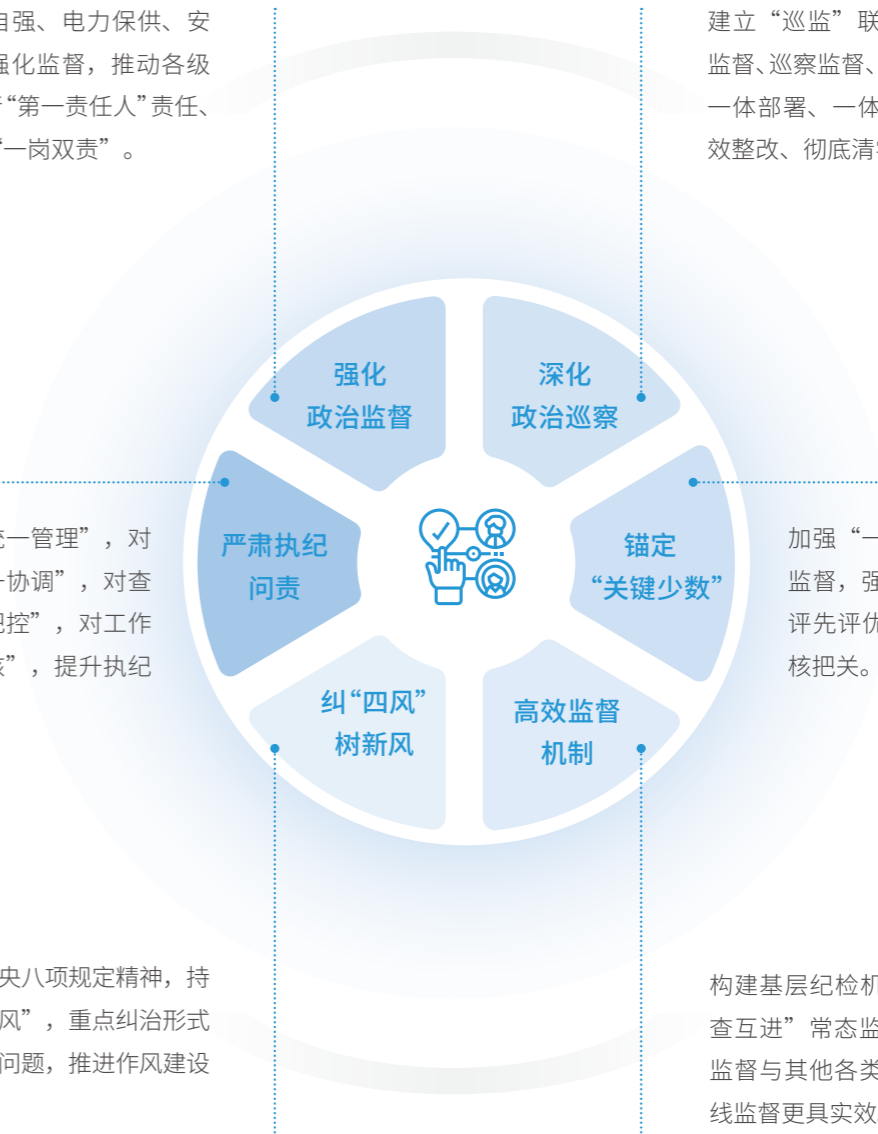 自强、电力保供、安
强化监督，推动各级
“第一责任人”责任、
“一岗双责”。
建立“巡监”联
监督、巡察监督、
一体部署、一体
效整改、彻底清
强化
政治监督
深化
政治巡察
严肃执纪
问责
锚定
“关键少数”
纠“四风”
树新风
高效监督
机制
统一管理”，对
一协调”，对查
把控”，对工作
核”，提升执纪
加强“一
监督，强
评先评优
核把关。
央八项规定精神，持
风”，重点纠治形式
问题，推进作风建设
构建基层纪检机
查互进”常态监
监督与其他各类
线监督更具实效